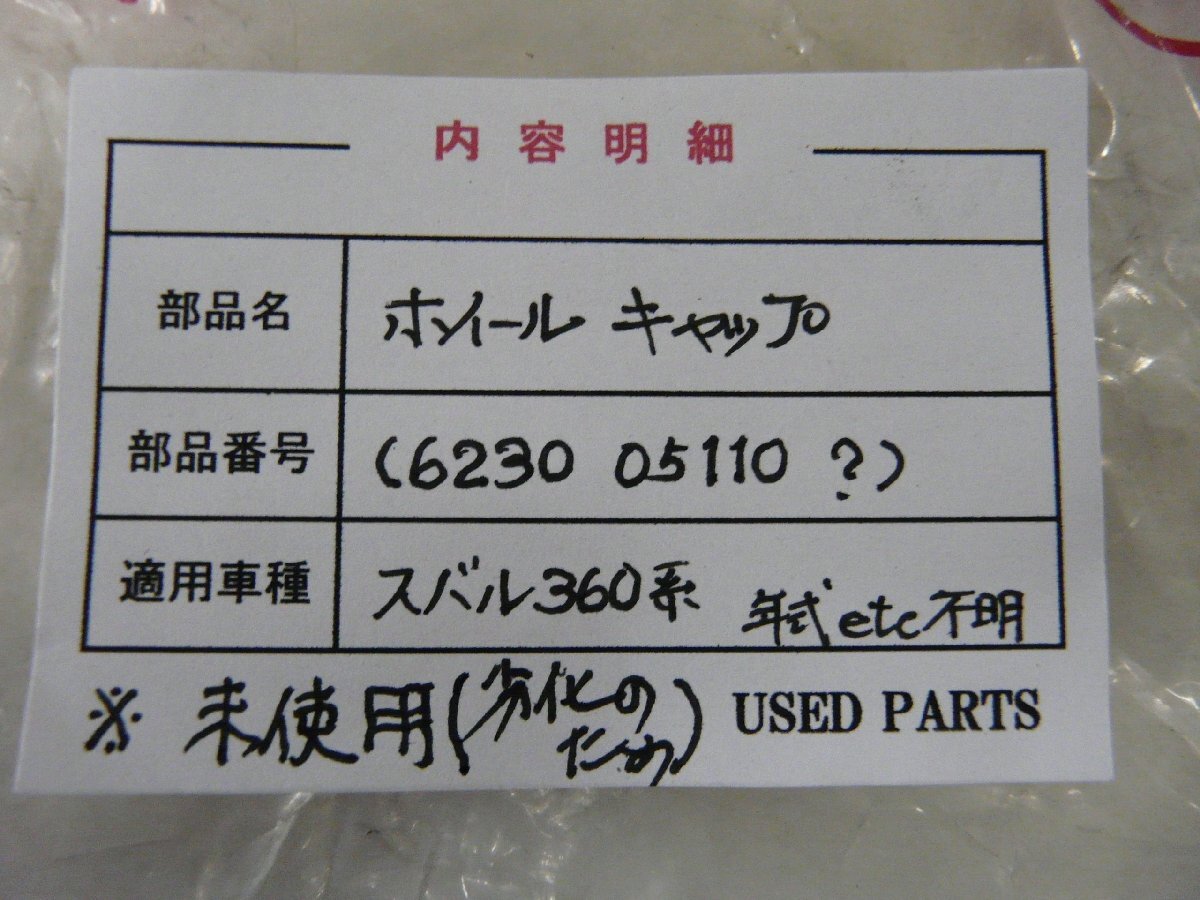 内容明細
部品名 ホイール キャップ
部品番号 (6230 05110 ?)
適用車種 スバル360系 年式etc不明
※ 未使用(劣化のため) USED PARTS